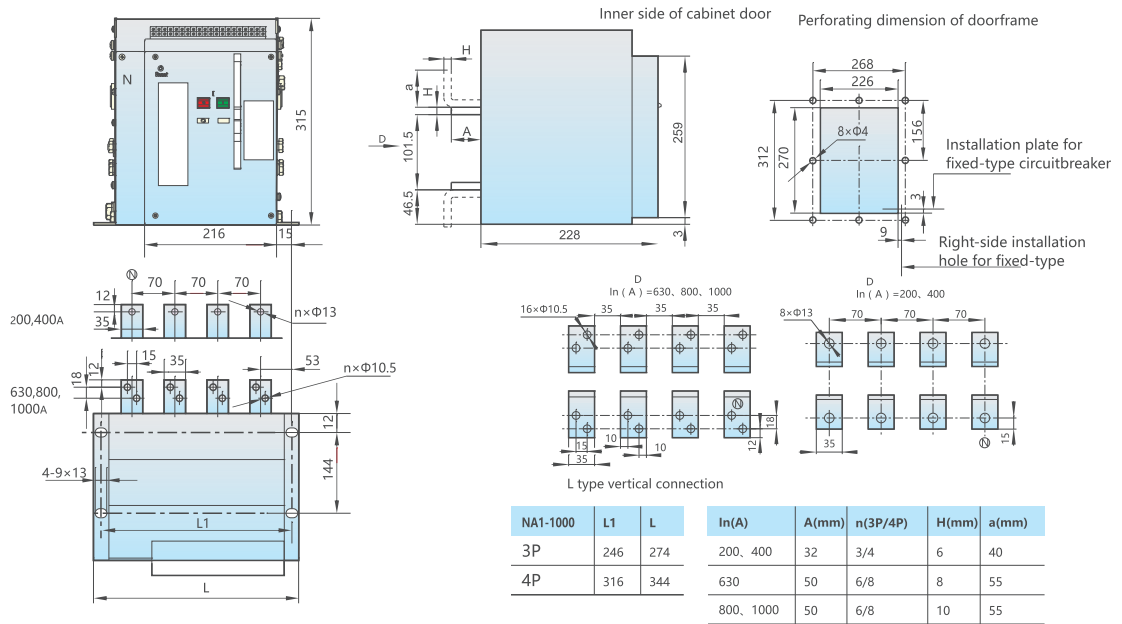 Inner side of cabinet door
Perforating dimension of doorframe
N
315
216
15
H
a
H
A
D
101.5
46.5
259
228
3
268
226
8×Φ4
312
270
156
3
9
Installation plate for
fixed-type circuitbreaker
Right-side installation
hole for fixed-type
N
70
70
70
12
35
n×Φ13
200,400A
15
35
53
12
18
n×Φ10.5
630,800,
1000A
12
144
4-9×13
L1
L
D
In ( A ) =630、800、1000
16×Φ10.5
35
35
35
N
18
12
10
10
15
35
L type vertical connection
D
In ( A ) =200、400
8×Φ13
70
70
70
35
15
N
NA1-1000 L1 L
3P 246 274
4P 316 344
In(A) A(mm) n(3P/4P) H(mm) a(mm)
200、400 32 3/4 6 40
630 50 6/8 8 55
800、1000 50 6/8 10 55